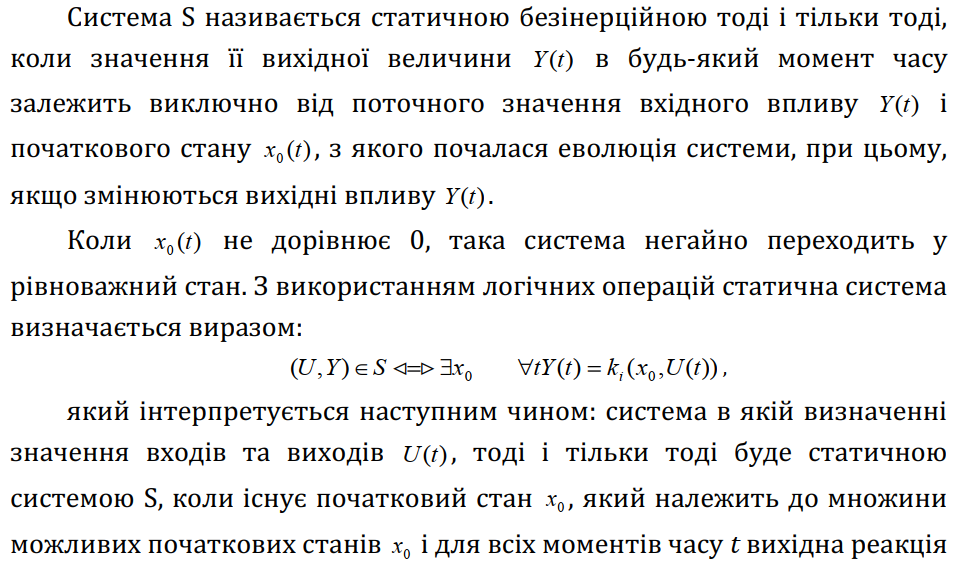 Система S називається статичною безінерційною тоді і тільки тоді,
коли значення її вихідної величини Y(t) в будь-який момент часу
залежить виключно від поточного значення вхідного впливу Y(t) і
початкового стану x₀(t), з якого почалася еволюція системи, при цьому,
якщо змінюються вихідні впливу Y(t).
Коли x₀(t) не дорівнює 0, така система негайно переходить у
рівноважний стан. З використанням логічних операцій статична система
визначається виразом:
(U,Y)∈S ⊲=⊳ ∃x₀ ∀tY(t) = kᵢ(x₀,U(t)),
який інтерпретується наступним чином: система в якій визначенні
значення входів та виходів U(t), тоді і тільки тоді буде статичною
системою S, коли існує початковий стан x₀, який належить до множини
можливих початкових станів x₀ і для всіх моментів часу t вихідна реакція